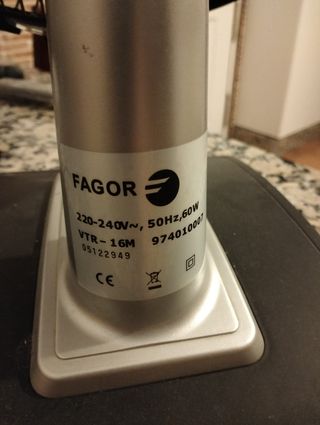 FAGOR
220-240V~, 50Hz,60W
VTR-16M 974010007
05122949
CE